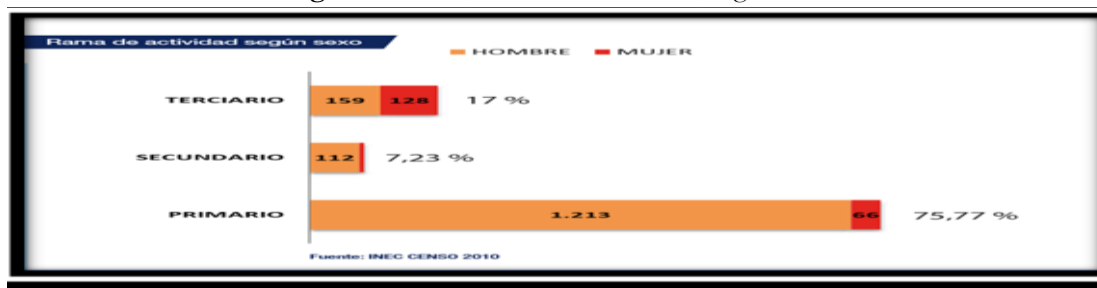 Rama de actividad según sexo
HOMBRE MUJER
TERCIARIO 159 128 17 %
SECUNDARIO 112 7,23 %
PRIMARIO 1.213 66 75,77 %
Fuente: INEC CENSO 2010